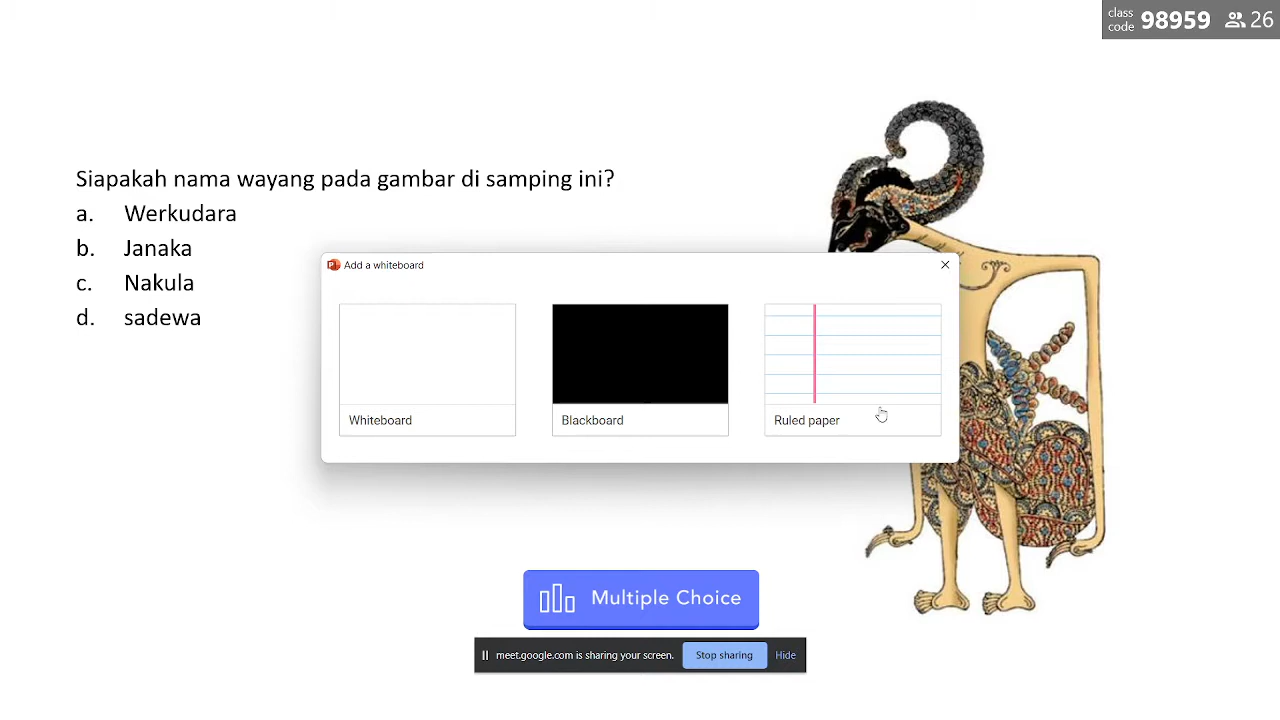 class code 98959 26
Siapakah nama wayang pada gambar di samping ini?
a. Werkudara
b. Janaka
c. Nakula
d. sadewa
Add a whiteboard
Whiteboard
Blackboard
Ruled paper
Multiple Choice
meet.google.com is sharing your screen. Stop sharing Hide